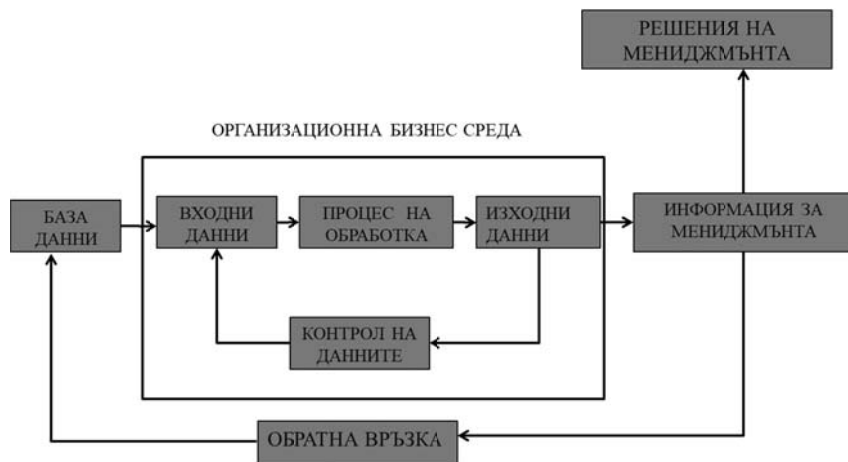 РЕШЕНИЯ НА
МЕНИДЖМЪНТА
ОРГАНИЗАЦИОННА БИЗНЕС СРЕДА
БАЗА
ДАННИ
ВХОДНИ
ДАННИ
ПРОЦЕС НА
ОБРАБОТКА
ИЗХОДНИ
ДАННИ
ИНФОРМАЦИЯ ЗА
МЕНИДЖМЪНТА
КОНТРОЛ НА
ДАННИТЕ
ОБРАТНА ВРЪЗКА